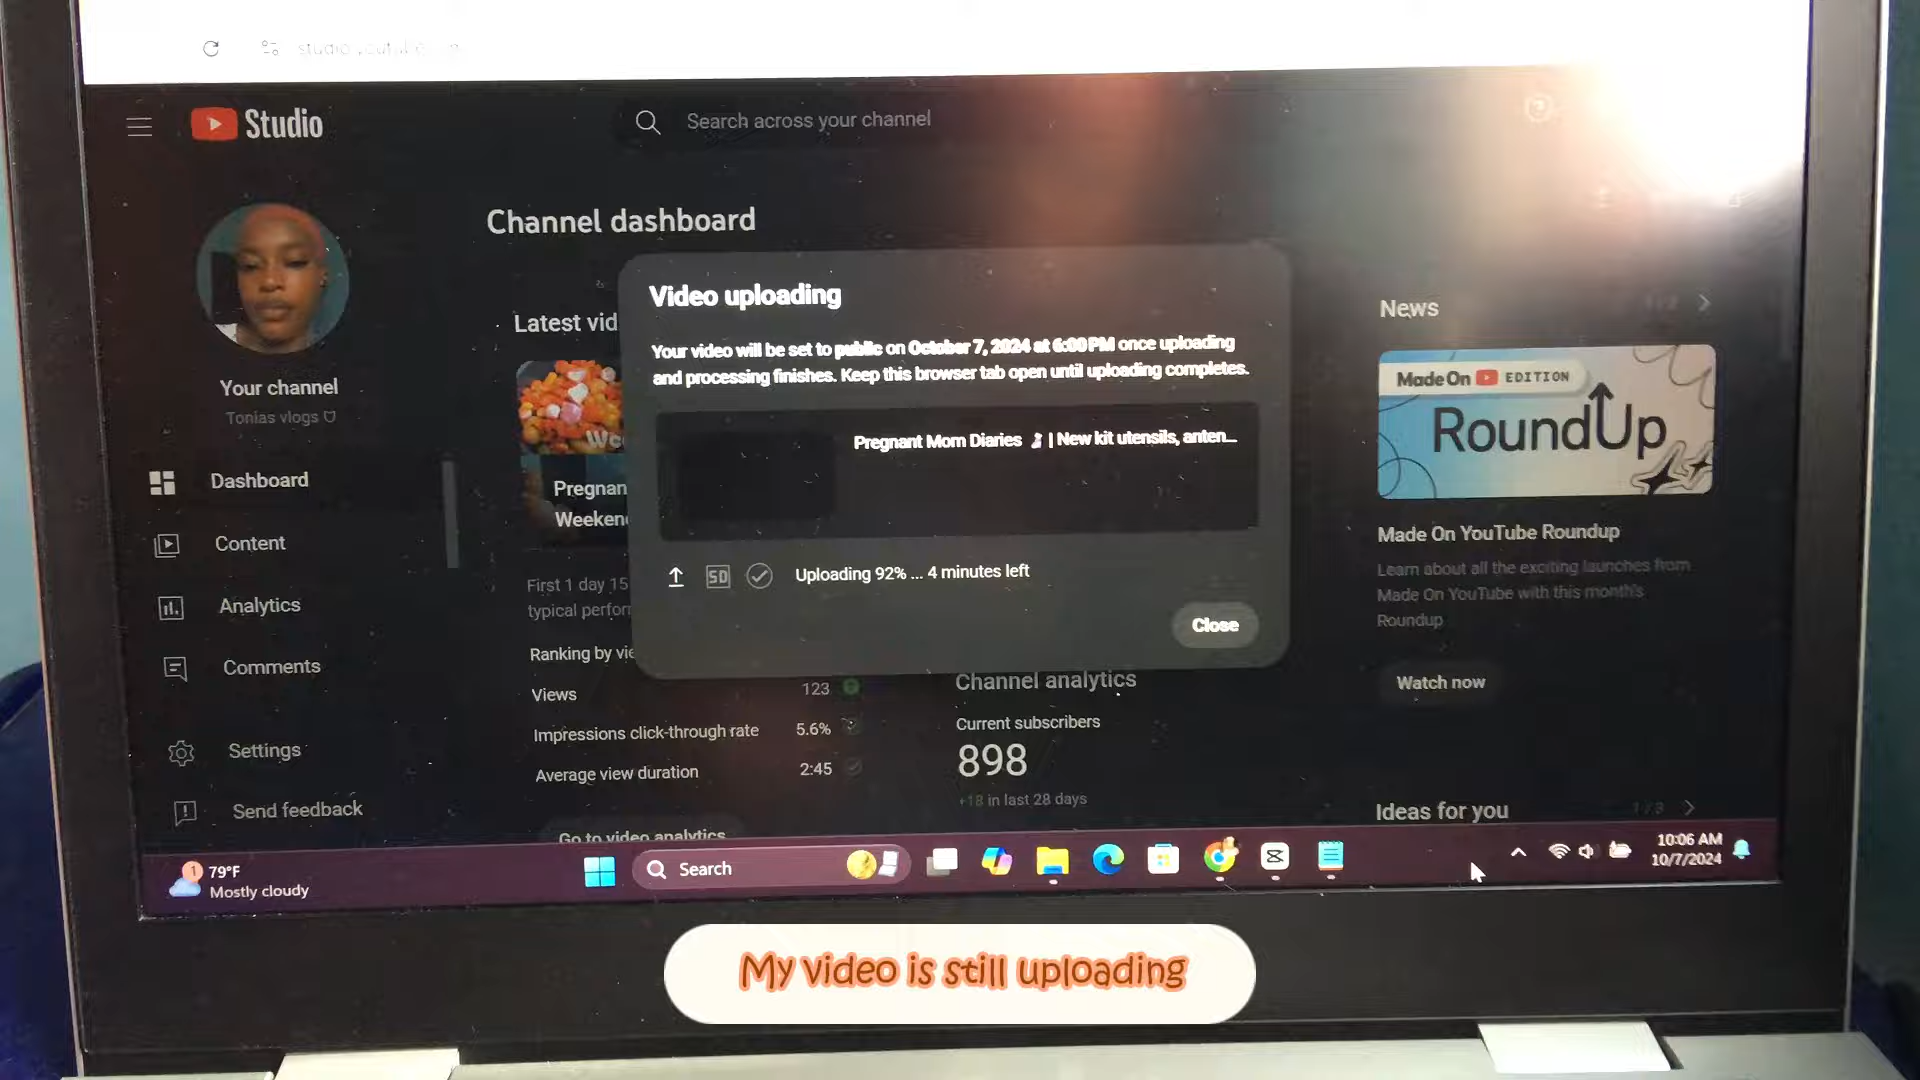 Studio
Search across your channel
Channel dashboard
Your channel
Tonias vlogs
Dashboard
Content
Analytics
Comments
Settings
Send feedback
Latest vid
Pregnan
Weeken
First 1 day 15
typical perfor
Ranking by vie
Views 123
Impressions click-through rate 5.6%
Average view duration 2:45
Go to video analytics
Video uploading
Your video will be set to public on October 7, 2024 at 6:00 PM once uploading
and processing finishes. Keep this browser tab open until uploading completes.
Pregnant Mom Diaries | New kit utensils, anten...
SD
Uploading 92% ... 4 minutes left
Close
Channel analytics
Current subscribers
898
+18 in last 28 days
News
Made On EDITION
RoundUp
Made On YouTube Roundup
Learn about all the exciting launches from
Made On YouTube with this month's
Roundup
Watch now
Ideas for you 1 / 3
1
79°F
Mostly cloudy
Search
10:06 AM
10/7/2024
My video is still uploading